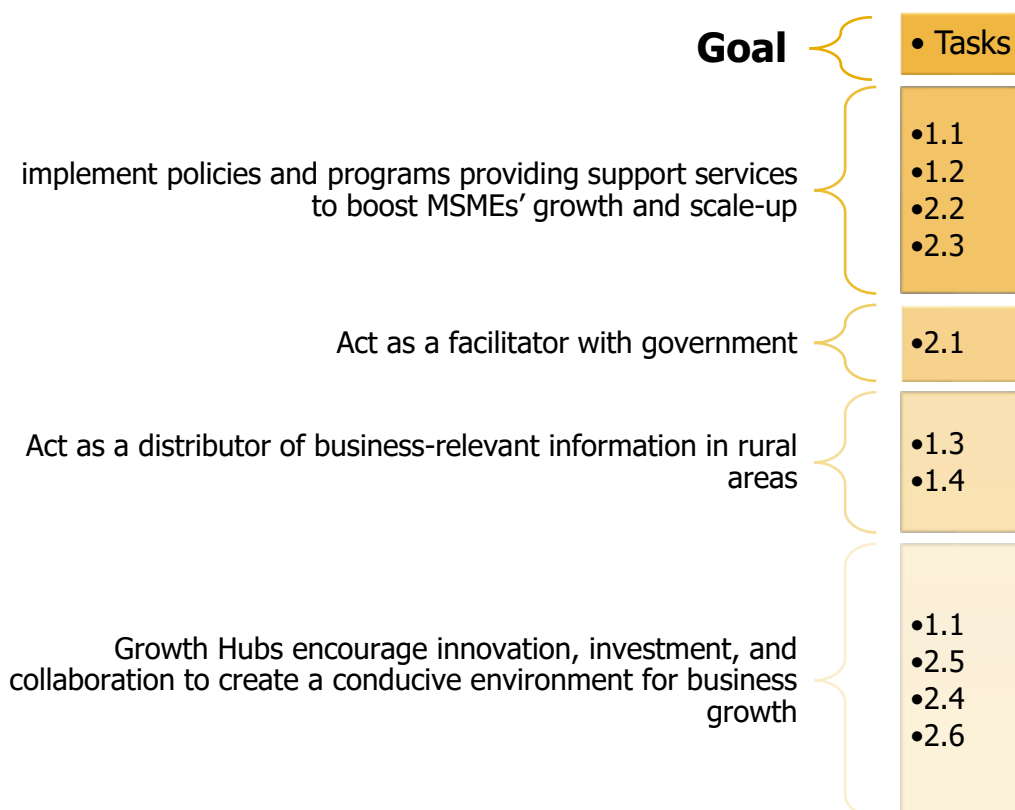 Goal
• Tasks
implement policies and programs providing support services
to boost MSMEs’ growth and scale-up
•1.1
•1.2
•2.2
•2.3
Act as a facilitator with government
•2.1
Act as a distributor of business-relevant information in rural
areas
•1.3
•1.4
Growth Hubs encourage innovation, investment, and
collaboration to create a conducive environment for business
growth
•1.1
•2.5
•2.4
•2.6